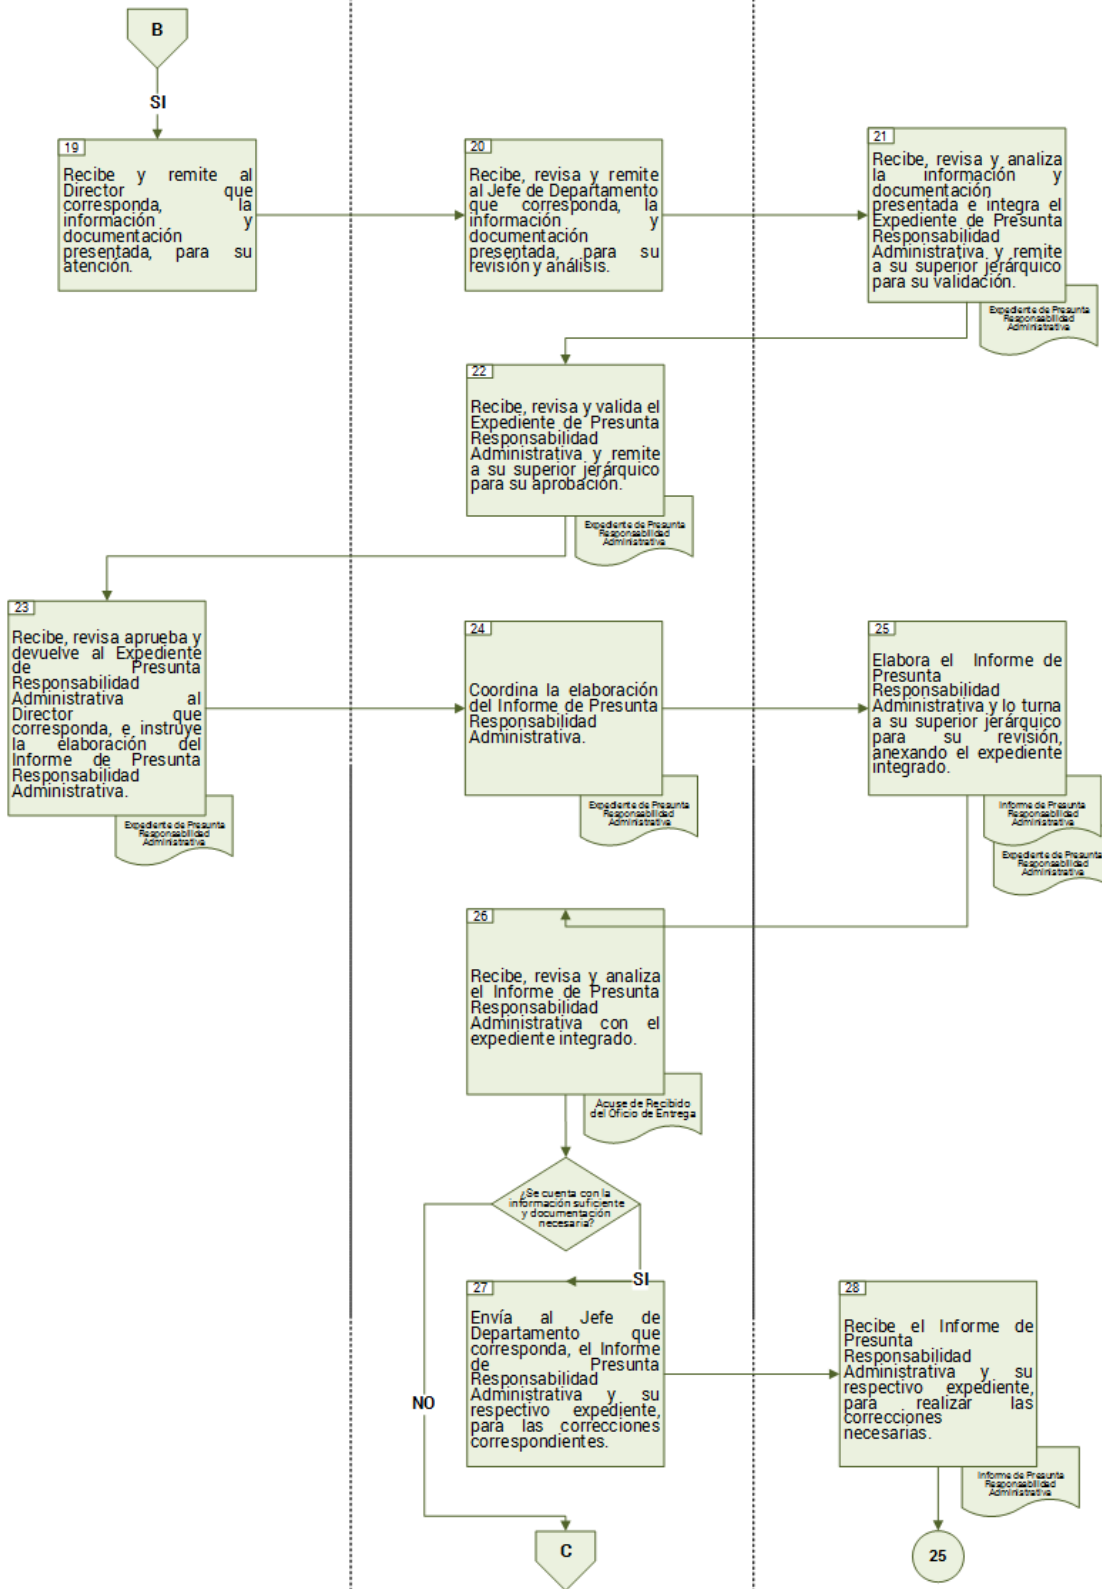 B
SI
19
Recibe y remite al
Director que
corresponda, la
información y
documentación
presentada, para su
atención.
20
Recibe, revisa y remite
al Jefe de Departamento
que corresponda, la
información y
documentación
presentada, para su
revisión y análisis.
21
Recibe, revisa y analiza
la información y
documentación
presentada e integra el
Expediente de Presunta
Responsabilidad
Administrativa y remite
a su superior jerárquico
para su validación.
Expediente de Presunta
Responsabilidad
Administrativa
22
Recibe, revisa y valida el
Expediente de Presunta
Responsabilidad
Administrativa y remite
a su superior jerárquico
para su aprobación.
Expediente de Presunta
Responsabilidad
Administrativa
23
Recibe, revisa aprueba y
devuelve al Expediente
de Presunta
Responsabilidad
Administrativa al
Director que
corresponda, e instruye
la elaboración del
Informe de Presunta
Responsabilidad
Administrativa.
Expediente de Presunta
Responsabilidad
Administrativa
24
Coordina la elaboración
del Informe de Presunta
Responsabilidad
Administrativa.
Expediente de Presunta
Responsabilidad
Administrativa
25
Elabora el Informe de
Presunta
Responsabilidad
Administrativa y lo turna
a su superior jerárquico
para su revisión,
anexando el expediente
integrado.
Informe de Presunta
Responsabilidad
Administrativa
Expediente de Presunta
Responsabilidad
Administrativa
26
Recibe, revisa y analiza
el Informe de Presunta
Responsabilidad
Administrativa con el
expediente integrado.
Acuse de Recibido
del Oficio de Entrega
¿Se cuenta con la
información suficiente
y documentación
necesaria?
SI
NO
27
Envía al Jefe de
Departamento que
corresponda, el Informe
de Presunta
Responsabilidad
Administrativa y su
respectivo expediente,
para las correcciones
correspondientes.
28
Recibe el Informe de
Presunta
Responsabilidad
Administrativa y su
respectivo expediente,
para realizar las
correcciones
necesarias.
Informe de Presunta
Responsabilidad
Administrativa
C
25